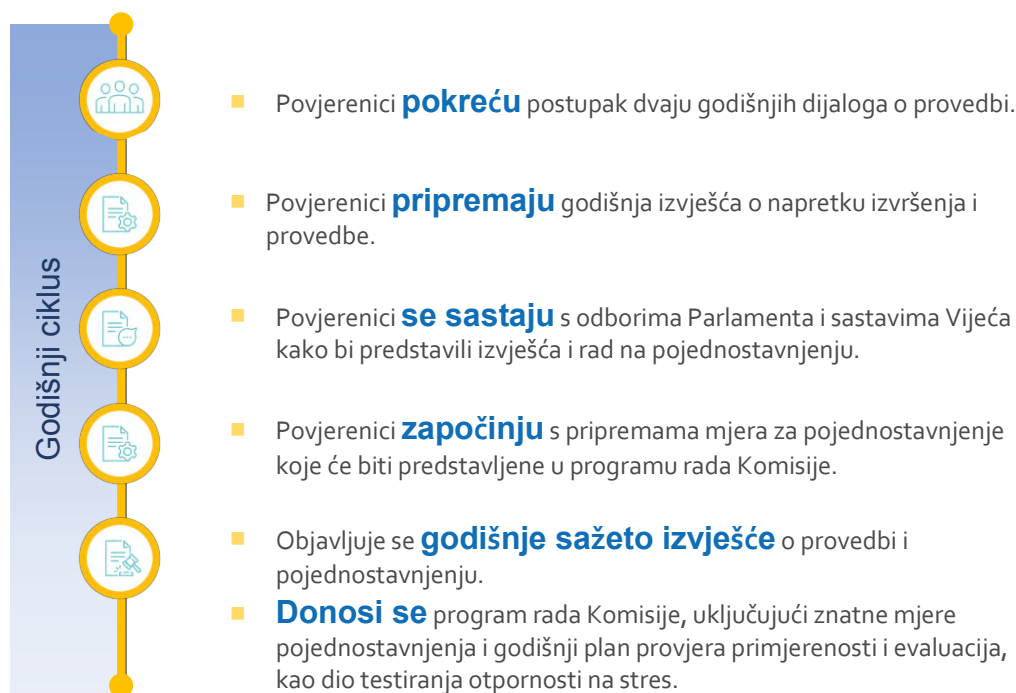 Godišnji ciklus
Povjerenici pokreću postupak dvaju godišnjih dijaloga o provedbi.
Povjerenici pripremaju godišnja izvješća o napretku izvršenja i
provedbe.
Povjerenici se sastaju s odborima Parlamenta i sastavima Vijeća
kako bi predstavili izvješća i rad na pojednostavnjenju.
Povjerenici započinju s pripremama mjera za pojednostavnjenje
koje će biti predstavljene u programu rada Komisije.
Objavljuje se godišnje sažeto izvješće o provedbi i
pojednostavnjenju.
Donosi se program rada Komisije, uključujući znatne mjere
pojednostavnjenja i godišnji plan provjera primjerenosti i evaluacija,
kao dio testiranja otpornosti na stres.